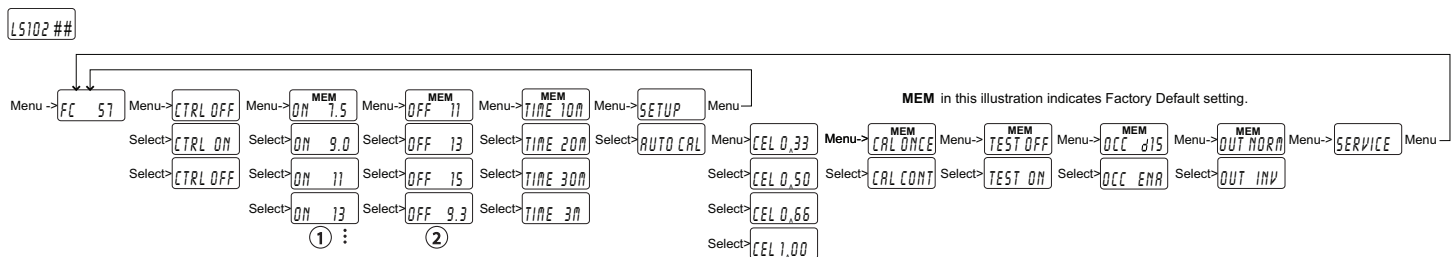 LS102 ##
MEM in this illustration indicates Factory Default setting.
Menu -> FC 57 Menu-> CTRL OFF Menu-> MEM ON 7.5 Menu-> MEM OFF 11 Menu-> MEM TIME 10M Menu-> SETUP Menu
Select> CTRL ON Select> ON 9.0 Select> OFF 13 Select> TIME 20M Select> AUTO CAL Menu> CEL 0.33 Menu-> MEM CAL ONCE Menu-> MEM TEST OFF Menu-> MEM OCC d15 Menu-> MEM OUT NORM Menu-> SERVICE Menu
Select> CTRL OFF Select> ON 11 Select> OFF 15 Select> TIME 30M Select> CEL 0.50 Select> CAL CONT Select> TEST ON Select> OCC ENA Select> OUT INV
Select> ON 13 Select> OFF 9.3 Select> TIME 3M Select> CEL 0.66
① ⋮ ② Select> CEL 1.00